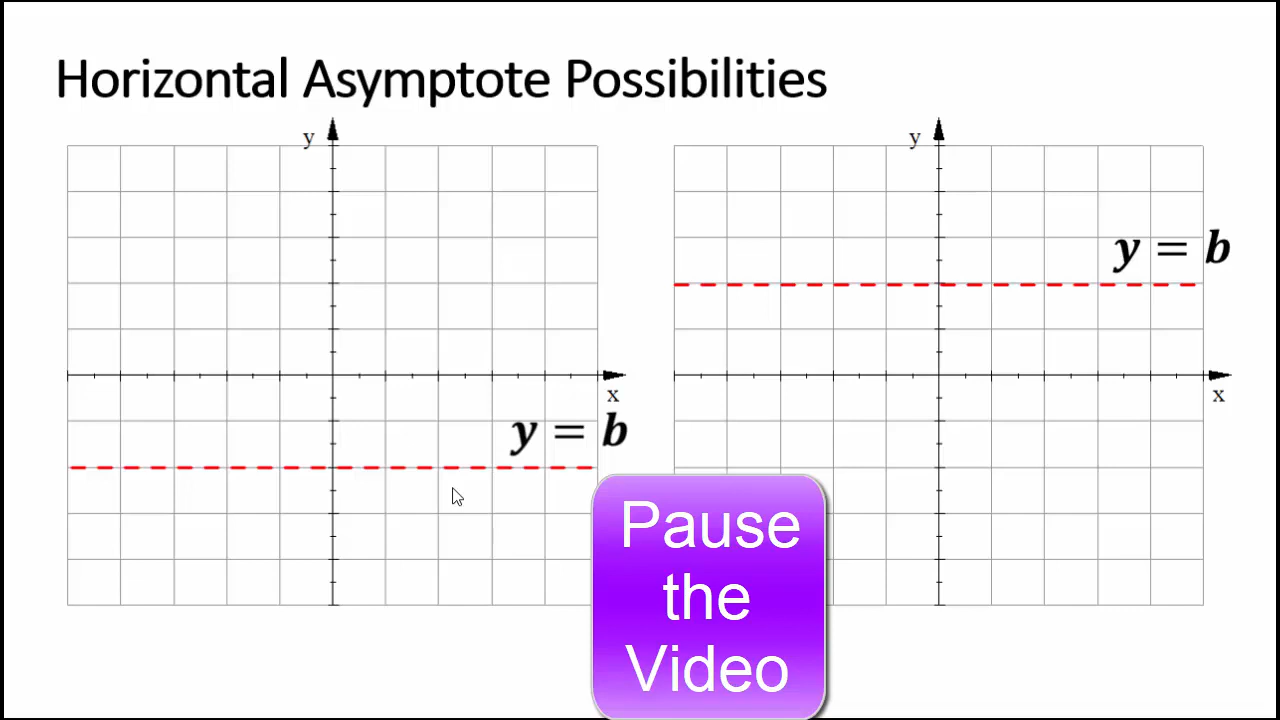 Horizontal Asymptote Possibilities
y
x
y = b
y
x
y = b
Pause
the
Video